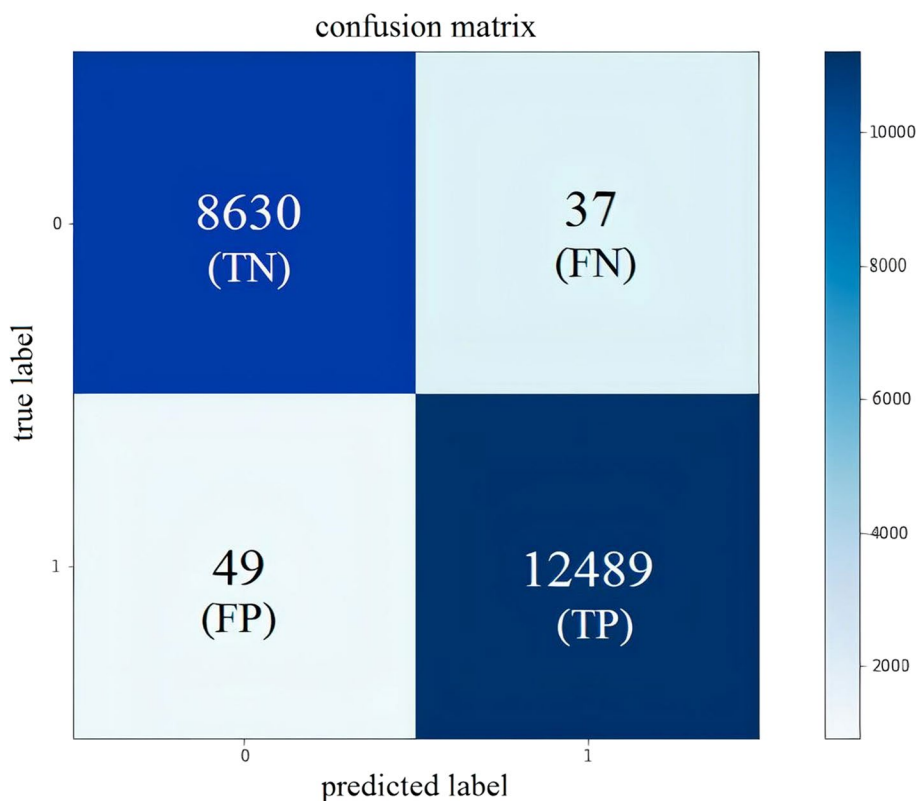 confusion matrix
true label
0
8630
(TN)
37
(FN)
1
49
(FP)
12489
(TP)
0
1
predicted label
10000
8000
6000
4000
2000